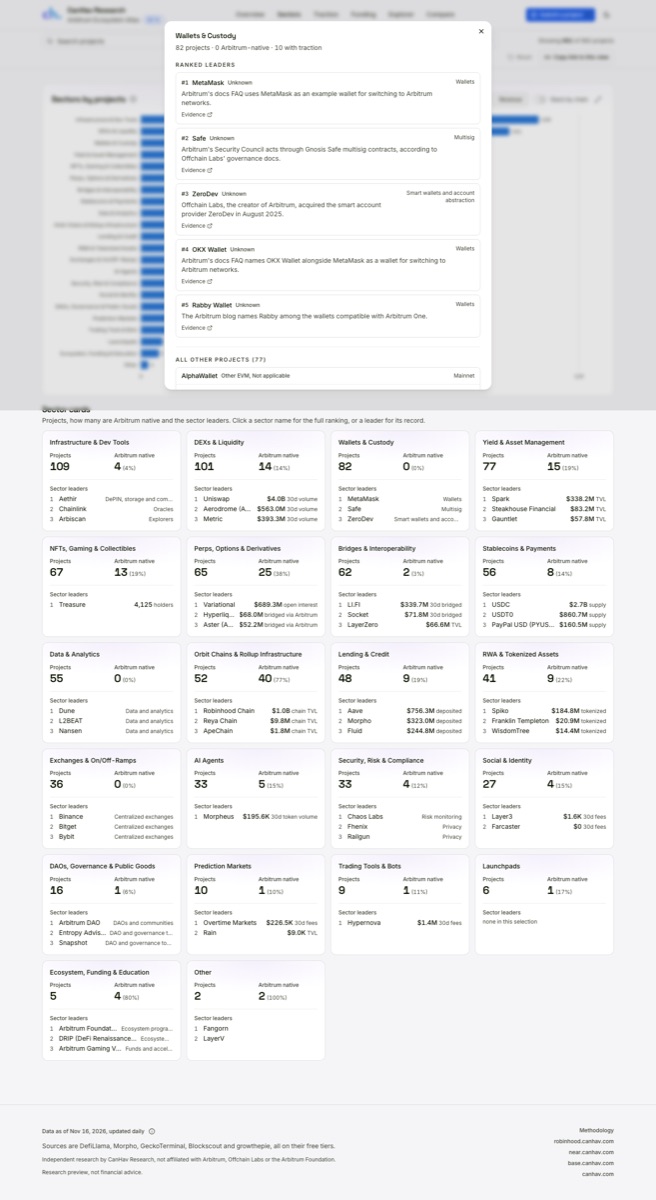 CanHav Research
Overview
Sectors
Traction
Funding
Explorer
Compare
Search projects
Sectors by projects
Wallets & Custody
82 projects · 0 Arbitrum-native · 10 with traction
RANKED LEADERS
#1 MetaMask Unknown Wallets
Arbitrum's docs FAQ uses MetaMask as an example wallet for switching to Arbitrum
networks.
Evidence
#2 Safe Unknown Multisig
Arbitrum's Security Council acts through Gnosis Safe multisig contracts, according to
Offchain Labs' governance docs.
Evidence
#3 ZeroDev Unknown Smart wallets and account
abstraction
Offchain Labs, the creator of Arbitrum, acquired the smart account
provider ZeroDev in August 2025.
Evidence
#4 OKX Wallet Unknown Wallets
Arbitrum's docs FAQ names OKX Wallet alongside MetaMask as a wallet for switching to
Arbitrum networks.
Evidence
#5 Rabby Wallet Unknown Wallets
The Arbitrum blog names Rabby among the wallets compatible with Arbitrum One.
Evidence
ALL OTHER PROJECTS (77)
AlphaWallet Other EVM, Not applicable Mainnet
Sector cards
Projects, how many are Arbitrum native and the sector leaders. Click a sector name for the full ranking, or a leader for its record.
Infrastructure & Dev Tools
Projects Arbitrum native
109 4 (4%)
Sector leaders
1 Aethir DePIN, storage and com...
2 Chainlink Oracles
3 Arbiscan Explorers
DEXs & Liquidity
Projects Arbitrum native
101 14 (14%)
Sector leaders
1 Uniswap $4.0B 30d volume
2 Aerodrome (A... $563.0M 30d volume
3 Metric $393.3M 30d volume
Wallets & Custody
Projects Arbitrum native
82 0 (0%)
Sector leaders
1 MetaMask Wallets
2 Safe Multisig
3 ZeroDev Smart wallets and acco...
Yield & Asset Management
Projects Arbitrum native
77 15 (19%)
Sector leaders
1 Spark $338.2M TVL
2 Steakhouse Financial $83.2M TVL
3 Gauntlet $57.8M TVL
NFTs, Gaming & Collectibles
Projects Arbitrum native
67 13 (19%)
Sector leaders
1 Treasure 4,125 holders
Perps, Options & Derivatives
Projects Arbitrum native
65 25 (38%)
Sector leaders
1 Variational $689.3M open interest
2 Hyperliq... $68.0M bridged via Arbitrum
3 Aster (A... $52.2M bridged via Arbitrum
Bridges & Interoperability
Projects Arbitrum native
62 2 (3%)
Sector leaders
1 LI.FI $339.7M 30d bridged
2 Socket $71.8M 30d bridged
3 LayerZero $66.6M TVL
Stablecoins & Payments
Projects Arbitrum native
56 8 (14%)
Sector leaders
1 USDC $2.7B supply
2 USDT0 $860.7M supply
3 PayPal USD (PYUS... $160.5M supply
Data & Analytics
Projects Arbitrum native
55 0 (0%)
Sector leaders
1 Dune Data and analytics
2 L2BEAT Data and analytics
3 Nansen Data and analytics
Orbit Chains & Rollup Infrastructure
Projects Arbitrum native
52 40 (77%)
Sector leaders
1 Robinhood Chain $1.0B chain TVL
2 Reya Chain $9.8M chain TVL
3 ApeChain $1.8M chain TVL
Lending & Credit
Projects Arbitrum native
48 9 (19%)
Sector leaders
1 Aave $756.3M deposited
2 Morpho $323.0M deposited
3 Fluid $244.8M deposited
RWA & Tokenized Assets
Projects Arbitrum native
41 9 (22%)
Sector leaders
1 Spiko $184.8M tokenized
2 Franklin Templeton $20.9M tokenized
3 WisdomTree $14.4M tokenized
Exchanges & On/Off-Ramps
Projects Arbitrum native
36 0 (0%)
Sector leaders
1 Binance Centralized exchanges
2 Bitget Centralized exchanges
3 Bybit Centralized exchanges
AI Agents
Projects Arbitrum native
33 5 (15%)
Sector leaders
1 Morpheus $195.6K 30d token volume
Security, Risk & Compliance
Projects Arbitrum native
33 4 (12%)
Sector leaders
1 Chaos Labs Risk monitoring
2 Fhenix Privacy
3 Railgun Privacy
Social & Identity
Projects Arbitrum native
27 4 (15%)
Sector leaders
1 Layer3 $1.6K 30d fees
2 Farcaster $0 30d fees
DAOs, Governance & Public Goods
Projects Arbitrum native
16 1 (6%)
Sector leaders
1 Arbitrum DAO DAOs and communities
2 Entropy Advis... DAO and governance t...
3 Snapshot DAO and governance to...
Prediction Markets
Projects Arbitrum native
10 1 (10%)
Sector leaders
1 Overtime Markets $226.5K 30d fees
2 Rain $9.0K TVL
Trading Tools & Bots
Projects Arbitrum native
9 1 (11%)
Sector leaders
1 Hypernova $1.4M 30d fees
Launchpads
Projects Arbitrum native
6 1 (17%)
Sector leaders
none in this selection
Ecosystem, Funding & Education
Projects Arbitrum native
5 4 (80%)
Sector leaders
1 Arbitrum Foundat... Ecosystem progra...
2 DRIP (DeFi Renaissance... Ecosyste...
3 Arbitrum Gaming V... Funds and accel...
Other
Projects Arbitrum native
2 2 (100%)
Sector leaders
1 Fangorn
2 LayerV
Data as of Nov 16, 2026, updated daily
Sources are DefiLlama, Morpho, GeckoTerminal, Blockscout and growthepie, all on their free tiers.
Independent research by CanHav Research, not affiliated with Arbitrum, Offchain Labs or the Arbitrum Foundation.
Research preview, not financial advice.
Methodology
robinhood.canhav.com
near.canhav.com
base.canhav.com
canhav.com